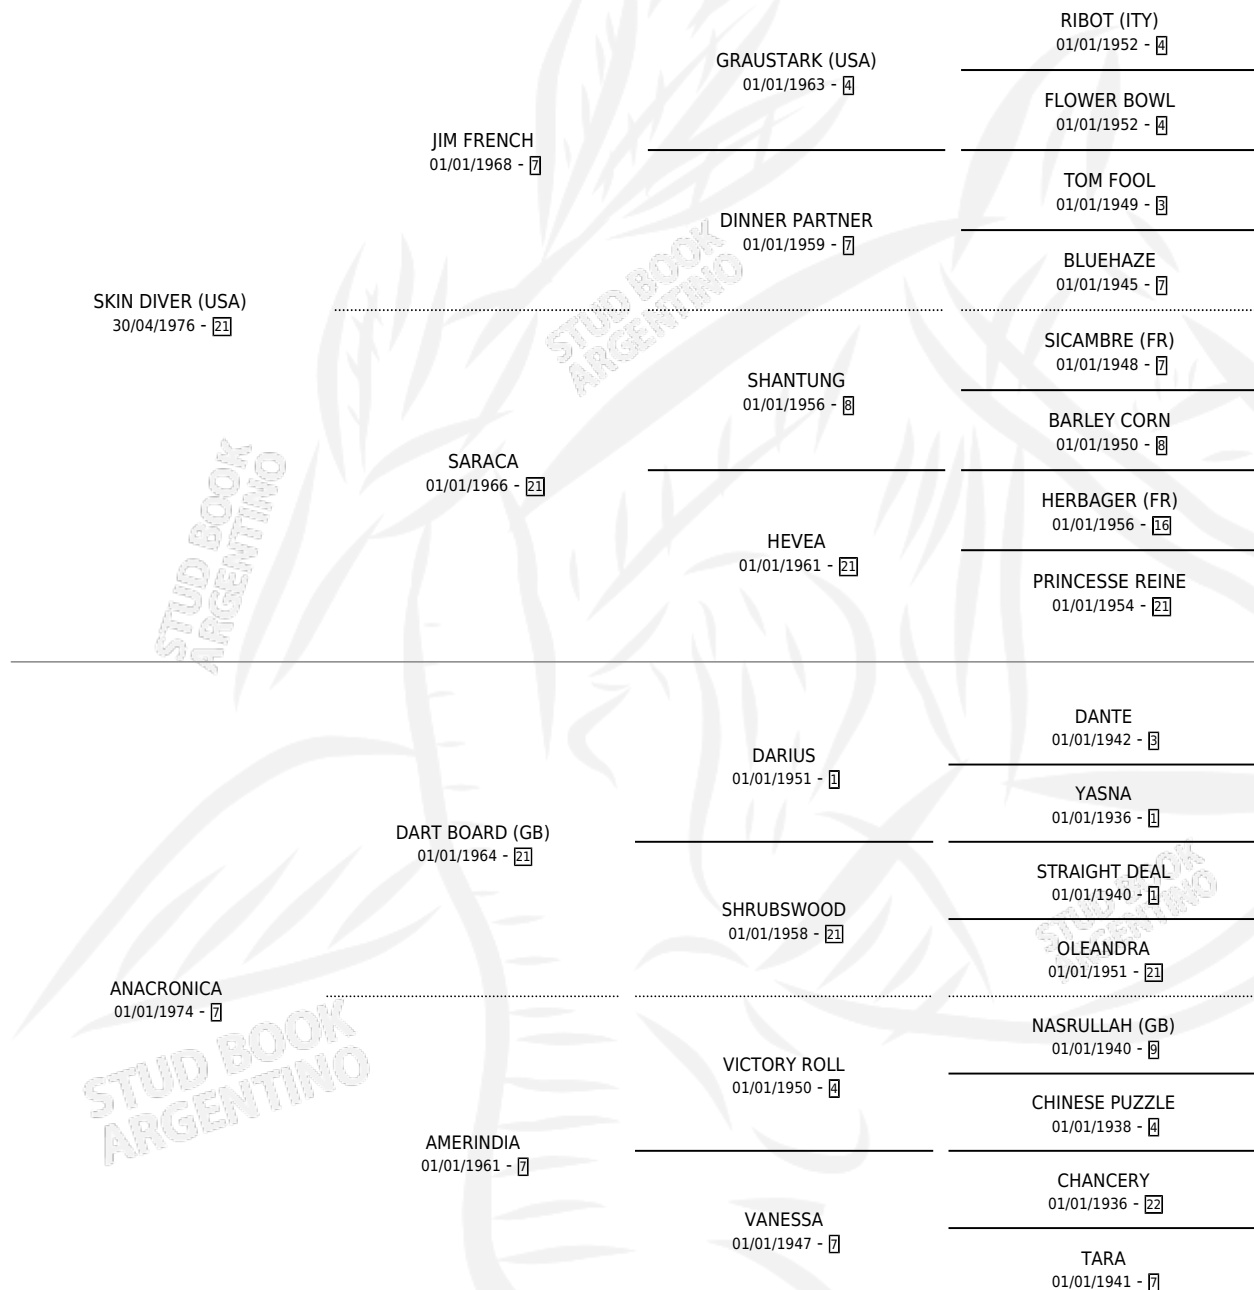 RIBOT (ITY)
01/01/1952 - 4
GRAUSTARK (USA)
01/01/1963 - 4
FLOWER BOWL
01/01/1952 - 4
JIM FRENCH
01/01/1968 - 7
TOM FOOL
01/01/1949 - 3
DINNER PARTNER
01/01/1959 - 7
BLUEHAZE
01/01/1945 - 7
SKIN DIVER (USA)
30/04/1976 - 21
STUD BOOK
ARGENTINO
SICAMBRE (FR)
01/01/1948 - 7
SHANTUNG
01/01/1956 - 8
BARLEY CORN
01/01/1950 - 8
SARACA
01/01/1966 - 21
HERBAGER (FR)
01/01/1956 - 16
HEVEA
01/01/1961 - 21
PRINCESSE REINE
01/01/1954 - 21
STUD BOOK
ARGENTINO
DANTE
01/01/1942 - 3
DARIUS
01/01/1951 - 1
YASNA
01/01/1936 - 1
DART BOARD (GB)
01/01/1964 - 21
STRAIGHT DEAL
01/01/1940 - 1
SHRUBSWOOD
01/01/1958 - 21
STUD BOOK
ARGENTINO
OLEANDRA
01/01/1951 - 21
ANACRONICA
01/01/1974 - 7
NASRULLAH (GB)
01/01/1940 - 9
VICTORY ROLL
01/01/1950 - 4
STUD BOOK
ARGENTINO
CHINESE PUZZLE
01/01/1938 - 4
AMERINDIA
01/01/1961 - 7
CHANCERY
01/01/1936 - 22
VANESSA
01/01/1947 - 7
TARA
01/01/1941 - 7